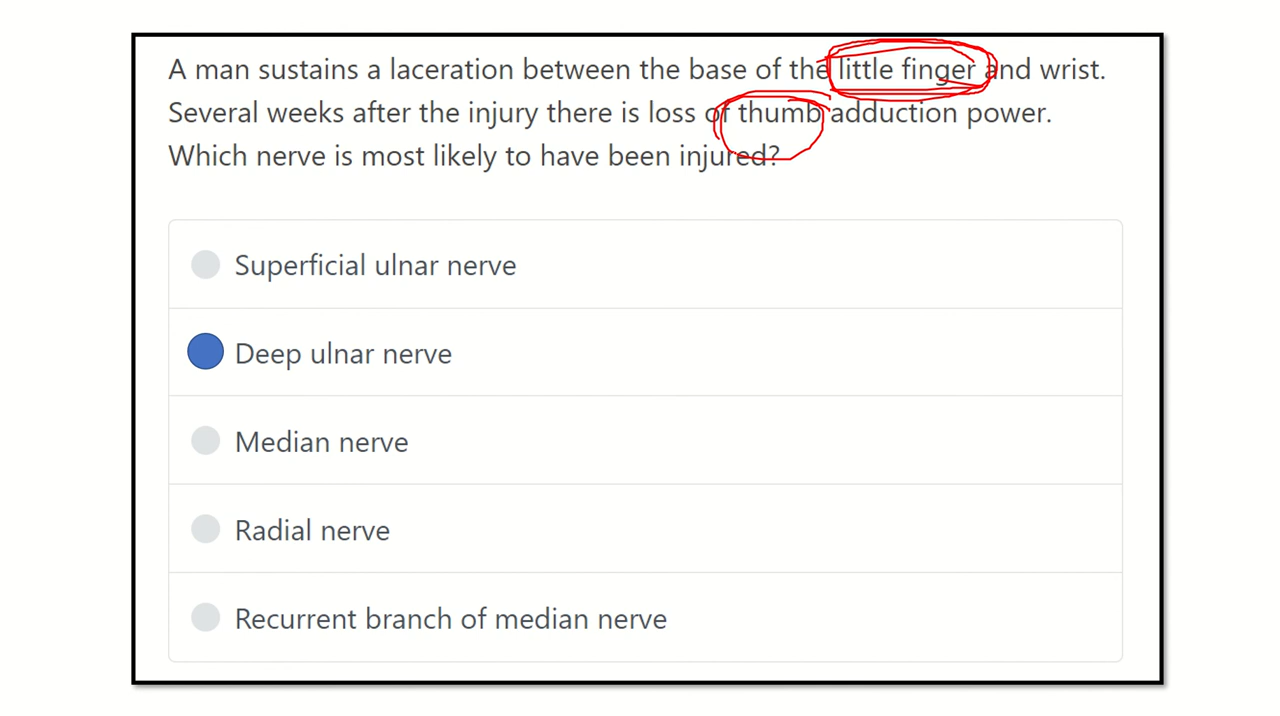 A man sustains a laceration between the base of the little finger and wrist.
Several weeks after the injury there is loss of thumb adduction power.
Which nerve is most likely to have been injured?
Superficial ulnar nerve
Deep ulnar nerve
Median nerve
Radial nerve
Recurrent branch of median nerve